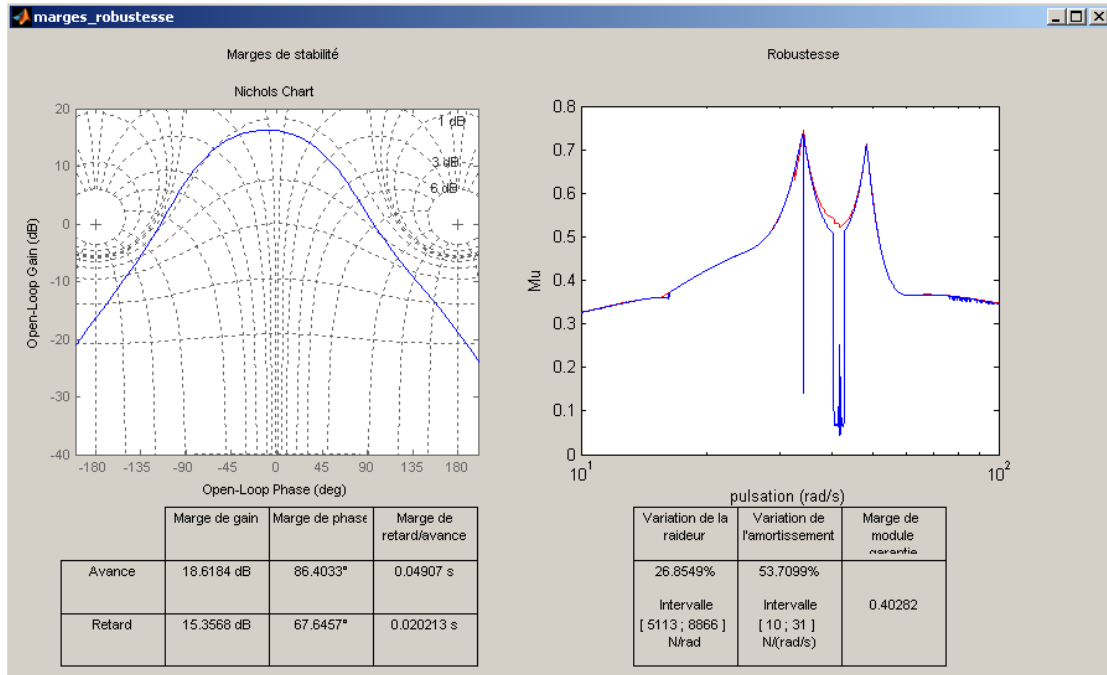 marges_robustesse
Marges de stabilité
Nichols Chart
20
10
0
-10
-20
-30
-40
1 dB
3 dB
6 dB
Open-Loop Gain (dB)
-180 -135 -90 -45 0 45 90 135 180
Open-Loop Phase (deg)
Marge de gain Marge de phase Marge de retard/avance
Avance 18.6184 dB 86.4033° 0.04907 s
Retard 15.3568 dB 67.6457° 0.020213 s
Robustesse
0.8
0.7
0.6
0.5
0.4
0.3
0.2
0.1
0
Mu
10^1 10^2
pulsation (rad/s)
Variation de la raideur
Variation de l'amortissement
Marge de module garantie
26.8549% 53.7099%
Intervalle Intervalle 0.40282
[ 5113 ; 8866 ] [ 10 ; 31 ]
N/rad N/(rad/s)